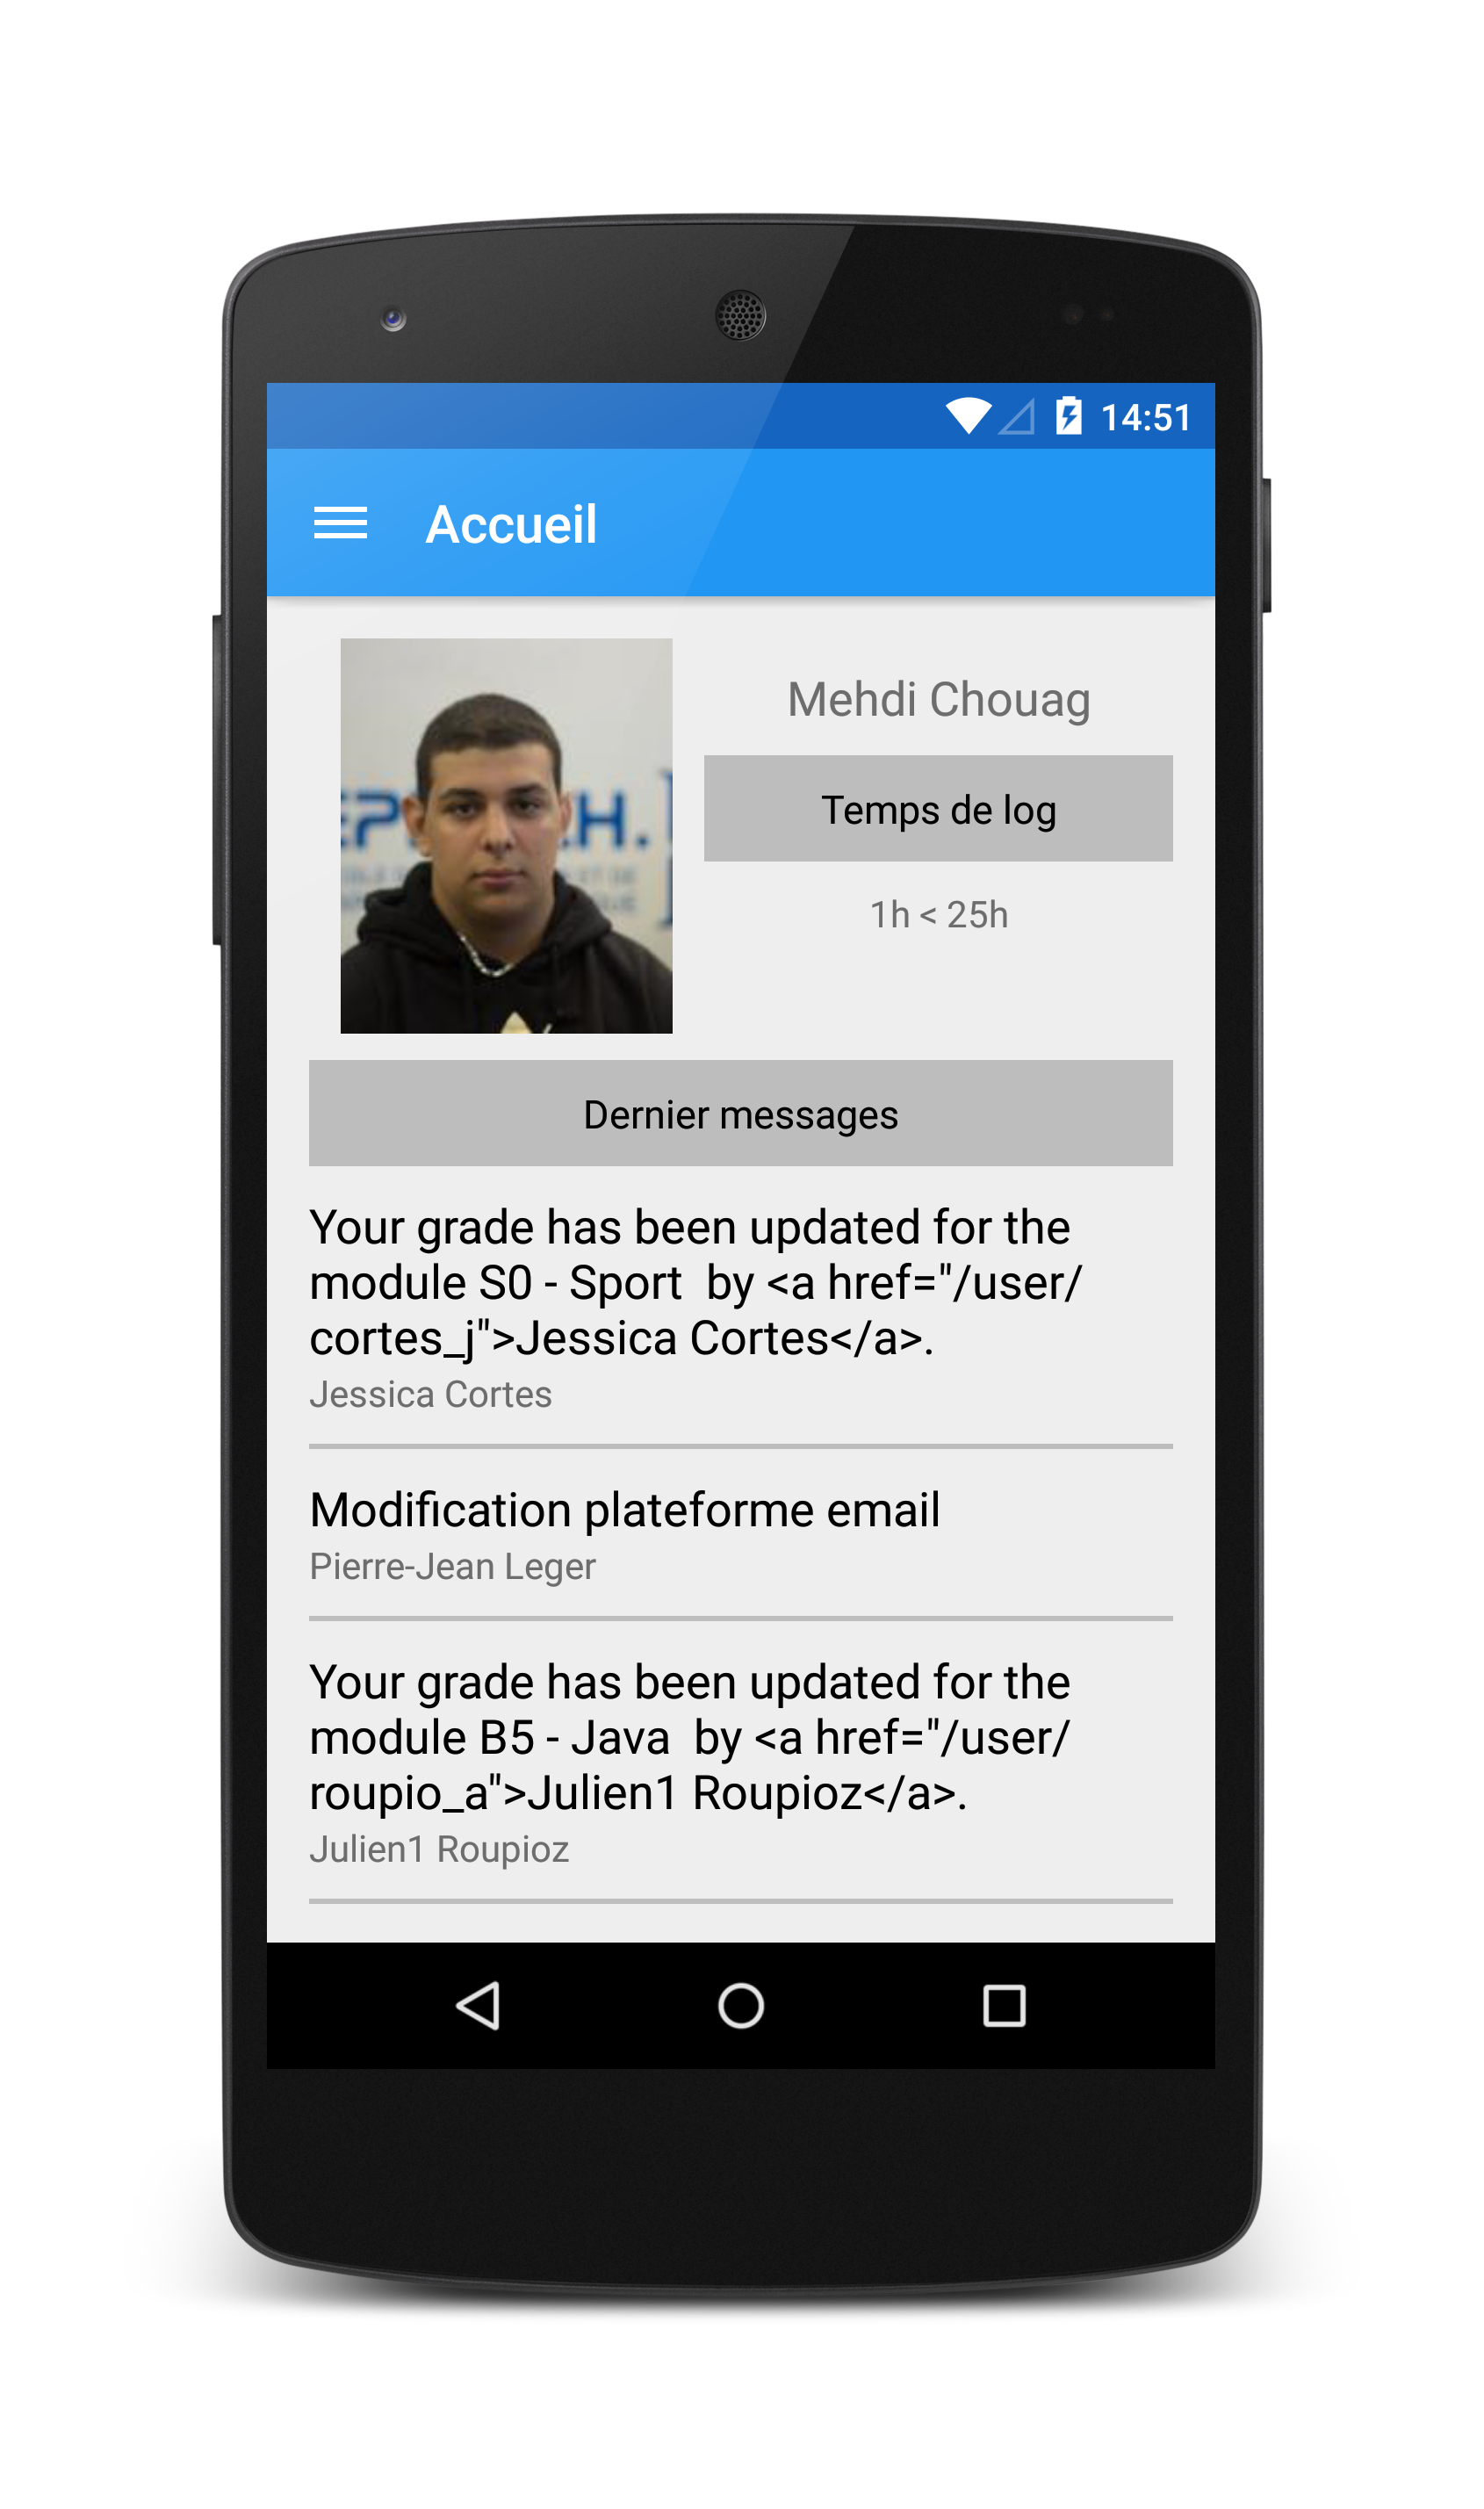 14:51
Accueil
Mehdi Chouag
Temps de log
1h < 25h
Dernier messages
Your grade has been updated for the
module S0 - Sport  by <a href="/user/
cortes_j">Jessica Cortes</a>.
Jessica Cortes
Modification plateforme email
Pierre-Jean Leger
Your grade has been updated for the
module B5 - Java  by <a href="/user/
roupio_a">Julien1 Roupioz</a>.
Julien1 Roupioz